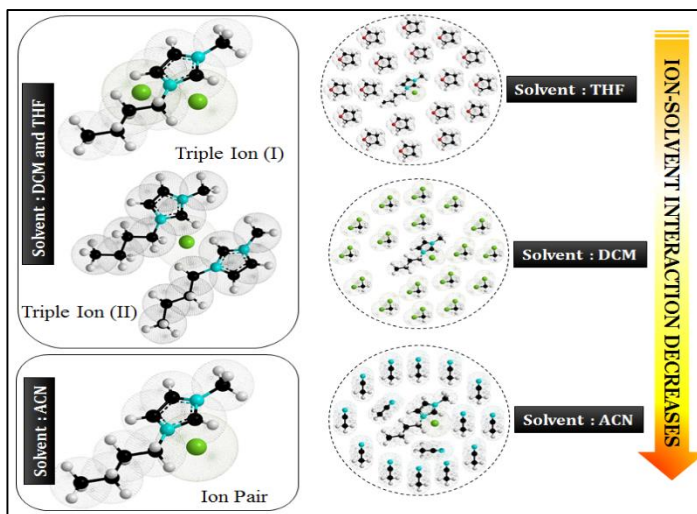 Solvent : DCM and THF
Triple Ion (I)
Triple Ion (II)
Solvent : ACN
Ion Pair
Solvent : THF
Solvent : DCM
Solvent : ACN
ION-SOLVENT INTERACTION DECREASES